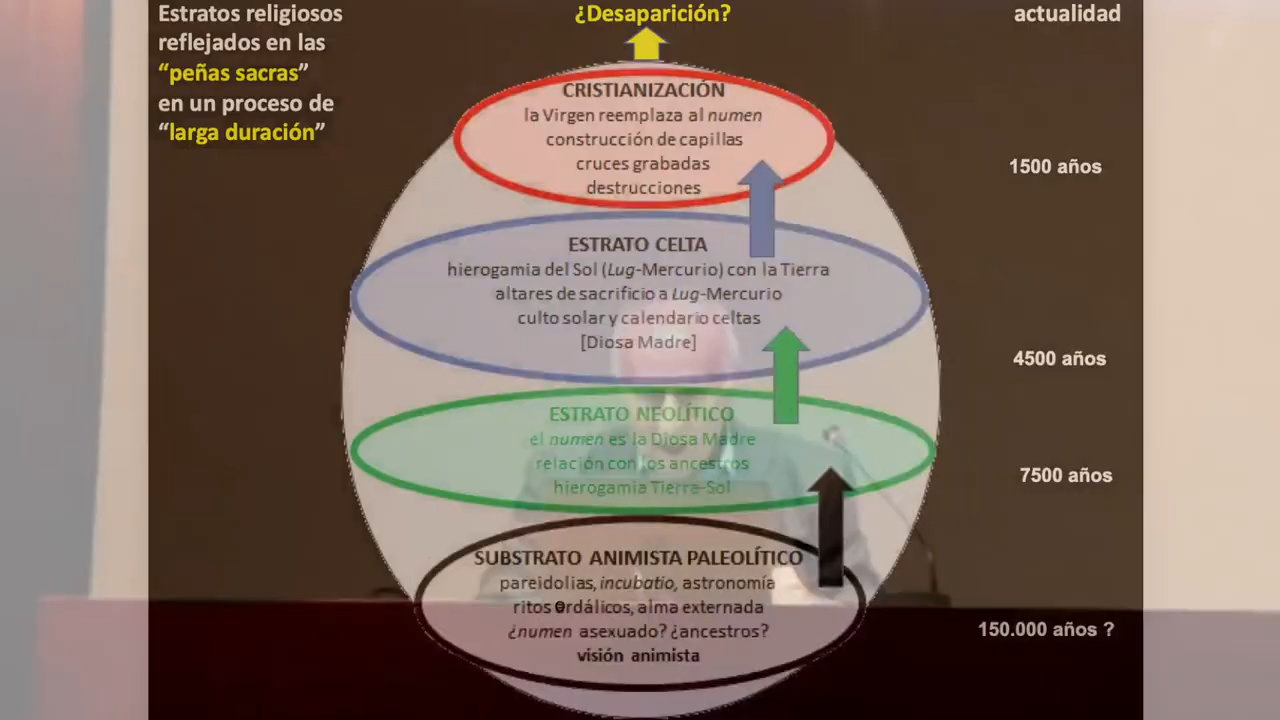 Estratos religiosos
reflejados en las
“peñas sacras”
en un proceso de
“larga duración”
¿Desaparición?
actualidad
CRISTIANIZACIÓN
la Virgen reemplaza al numen
construcción de capillas
cruces grabadas
destrucciones
1500 años
ESTRATO CELTA
hierogamia del Sol (Lug-Mercurio) con la Tierra
altares de sacrificio a Lug-Mercurio
culto solar y calendario celtas
[Diosa Madre]
4500 años
ESTRATO NEOLÍTICO
el numen es la Diosa Madre
relación con los ancestros
hierogamia Tierra-Sol
7500 años
SUBSTRATO ANIMISTA PALEOLÍTICO
pareidolias, incubatio, astronomía
ritos ordálicos, alma externada
¿numen asexuado? ¿ancestros?
visión animista
150.000 años ?